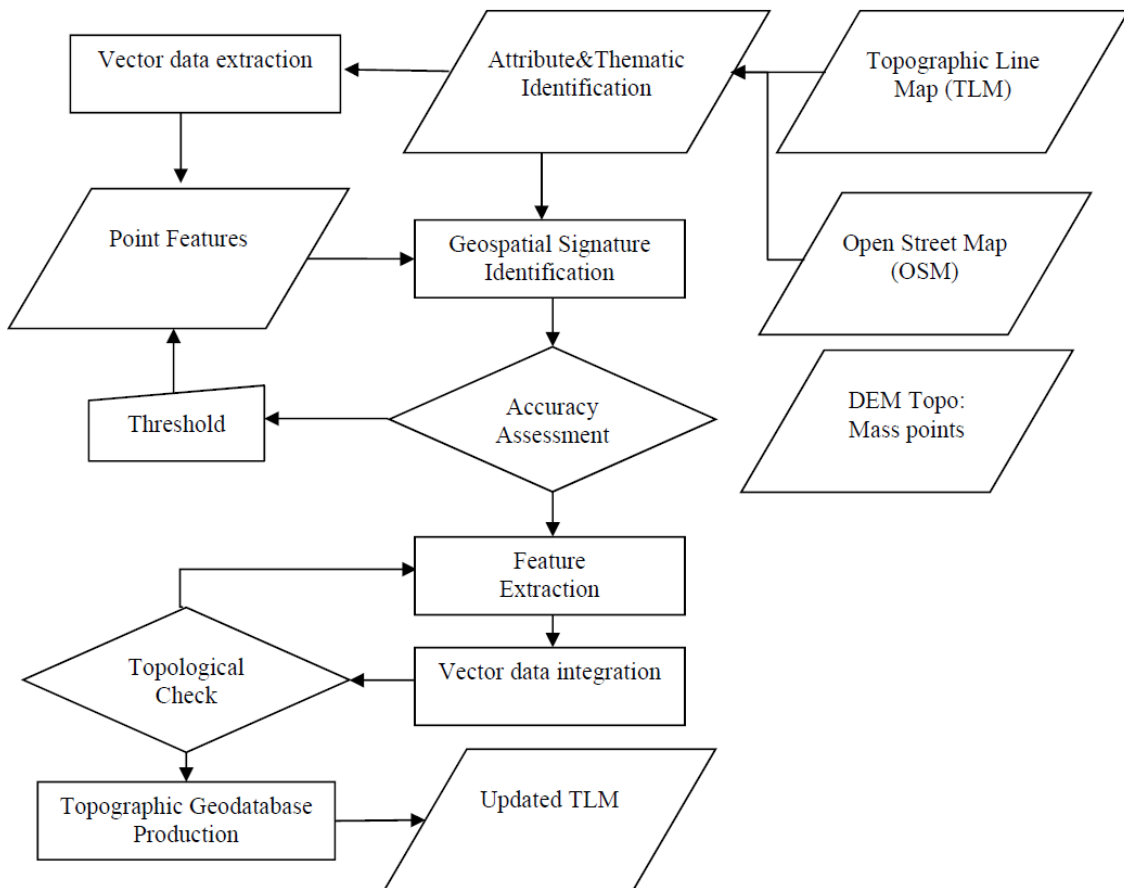 Vector data extraction
Attribute&Thematic
Identification
Topographic Line
Map (TLM)
Point Features
Geospatial Signature
Identification
Open Street Map
(OSM)
Threshold
Accuracy
Assessment
DEM Topo:
Mass points
Feature
Extraction
Topological
Check
Vector data integration
Topographic Geodatabase
Production
Updated TLM